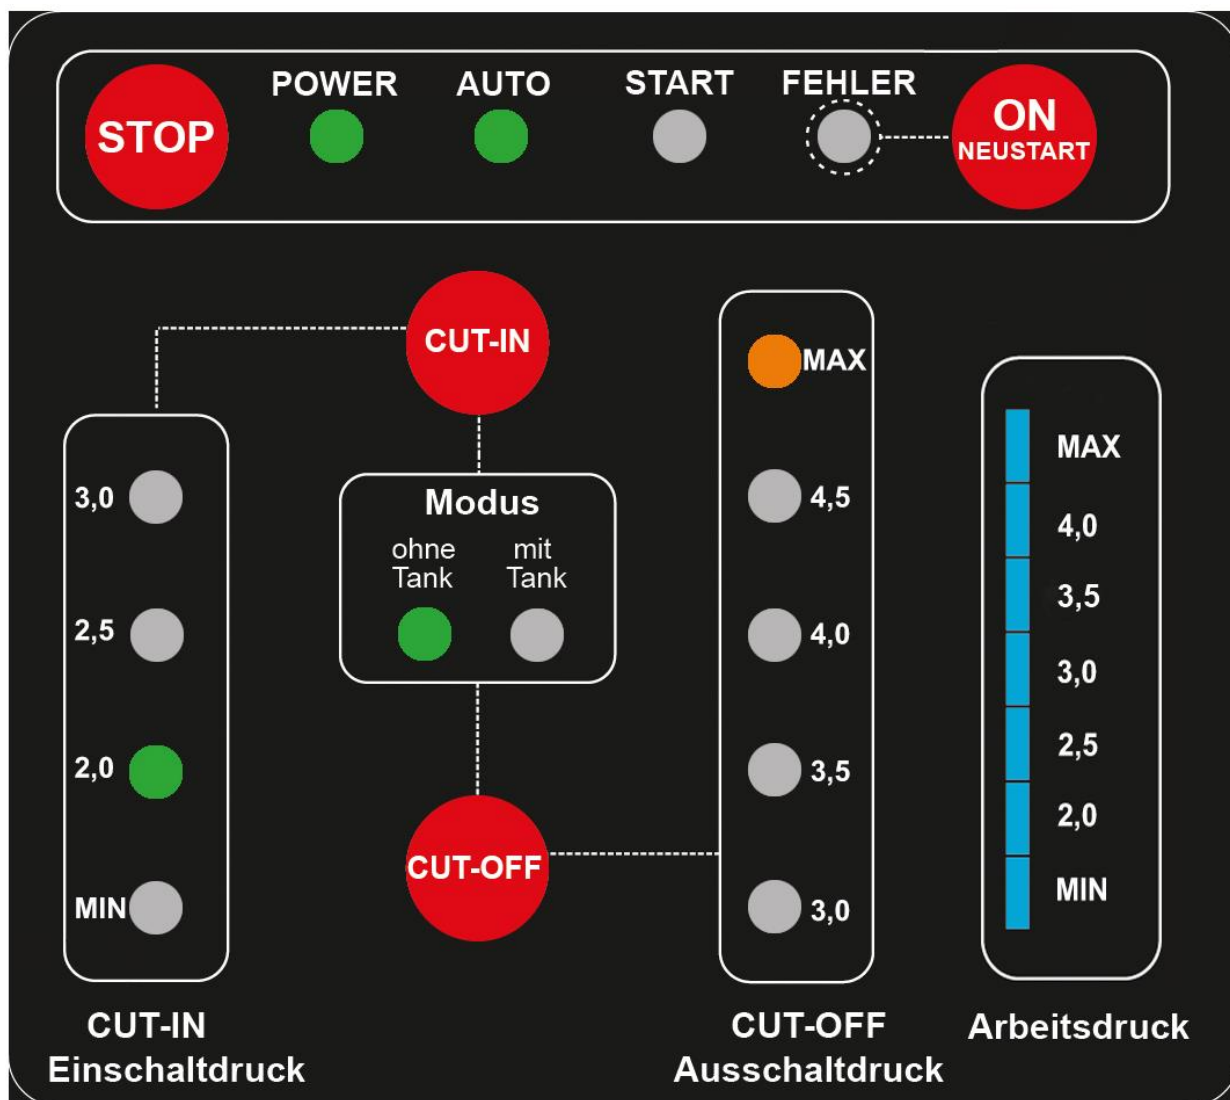 STOP
POWER
AUTO
START
FEHLER
ON
NEUSTART
CUT-IN
3,0
2,5
2,0
MIN
CUT-IN
Einschaltdruck
Modus
ohne
Tank
mit
Tank
CUT-OFF
MAX
4,5
4,0
3,5
3,0
CUT-OFF
Ausschaltdruck
MAX
4,0
3,5
3,0
2,5
2,0
MIN
Arbeitsdruck